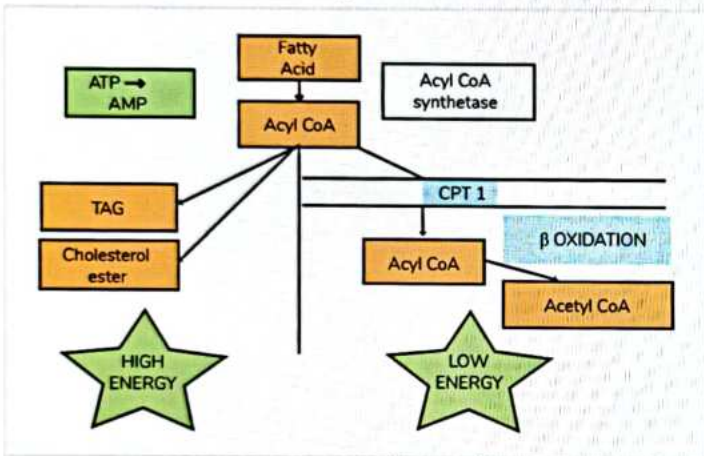 Fatty
Acid
ATP →
AMP
Acyl CoA
synthetase
Acyl CoA
TAG
CPT 1
Cholesterol
ester
β OXIDATION
Acyl CoA
Acetyl CoA
HIGH
ENERGY
LOW
ENERGY